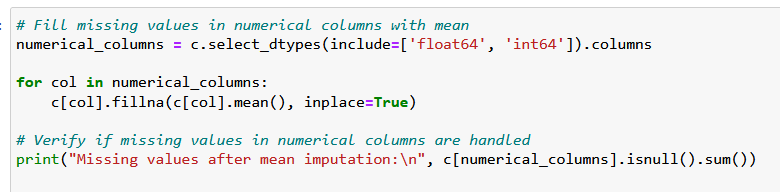 # Fill missing values in numerical columns with mean
numerical_columns = c.select_dtypes(include=['float64', 'int64']).columns
for col in numerical_columns:
    c[col].fillna(c[col].mean(), inplace=True)
# Verify if missing values in numerical columns are handled
print("Missing values after mean imputation:\n", c[numerical_columns].isnull().sum())